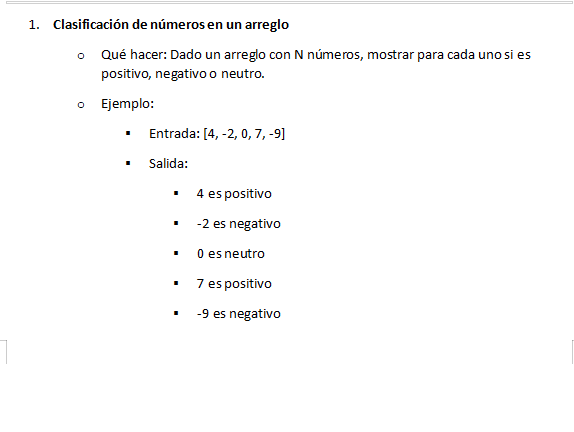 1. Clasificación de números en un arreglo
o Qué hacer: Dado un arreglo con N números, mostrar para cada uno si es
positivo, negativo o neutro.
o Ejemplo:
▪ Entrada: [4, -2, 0, 7, -9]
▪ Salida:
▪ 4 es positivo
▪ -2 es negativo
▪ 0 es neutro
▪ 7 es positivo
▪ -9 es negativo